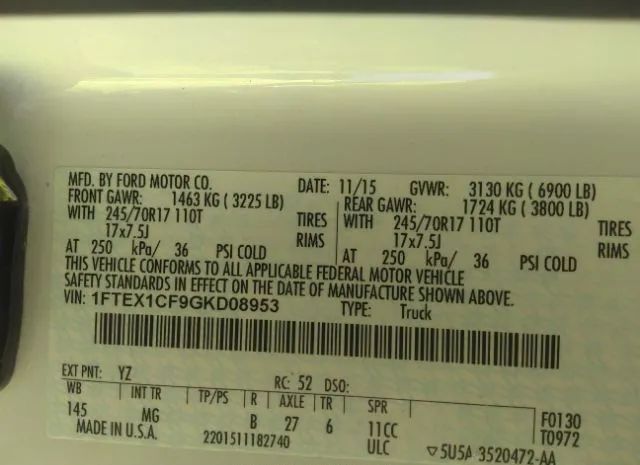 MFD. BY FORD MOTOR CO.
DATE: 11/15 GVWR: 3130 KG ( 6900 LB)
FRONT GAWR: 1463 KG ( 3225 LB) REAR GAWR: 1724 KG ( 3800 LB)
WITH 245/70R17 110T TIRES WITH 245/70R17 110T TIRES
17x7.5J RIMS 17x7.5J RIMS
AT 250 kPa/ 36 PSI COLD AT 250 kPa/ 36 PSI COLD
THIS VEHICLE CONFORMS TO ALL APPLICABLE FEDERAL MOTOR VEHICLE
SAFETY STANDARDS IN EFFECT ON THE DATE OF MANUFACTURE SHOWN ABOVE.
VIN: 1FTEX1CF9GKD08953 TYPE: Truck
EXT PNT: YZ RC: 52 DSO:
WB INT TR TP/PS R AXLE TR SPR F0130
145 MG B 27 6 11CC T0972
MADE IN U.S.A. 2201511182740 ULC ▽5U5A 3520472-AA